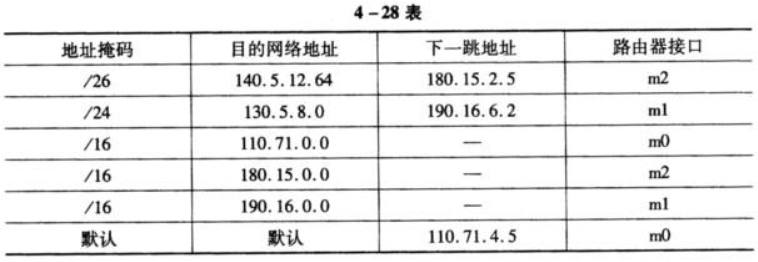 4-28 表
地址掩码 目的网络地址 下一跳地址 路由器接口
/26 140.5.12.64 180.15.2.5 m2
/24 130.5.8.0 190.16.6.2 m1
/16 110.71.0.0 — m0
/16 180.15.0.0 — m2
/16 190.16.0.0 — m1
默认 默认 110.71.4.5 m0